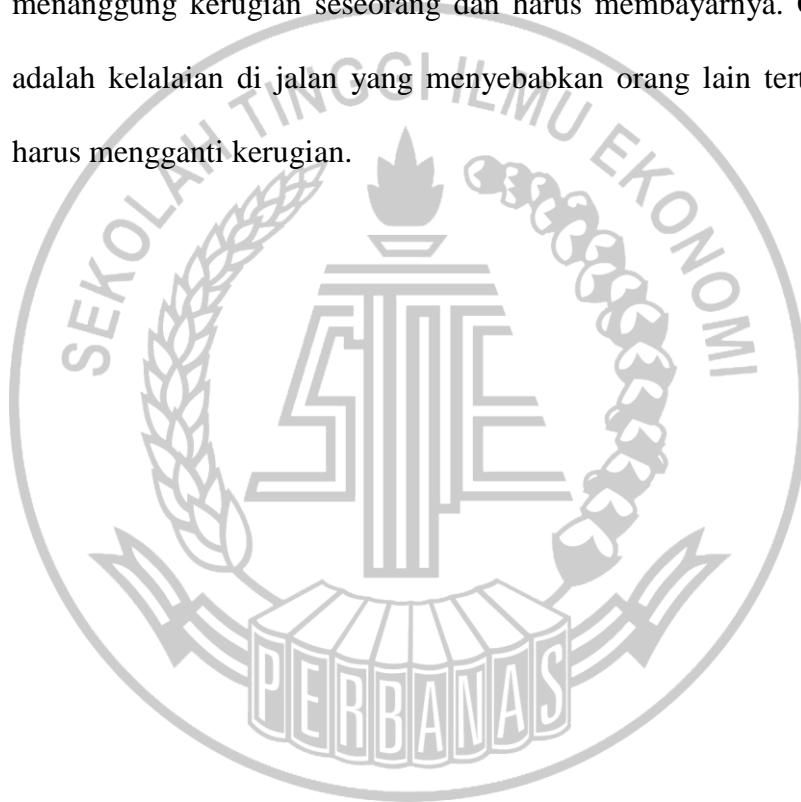 menanggung kerugian seseorang dan harus membayarnya.
adalah kelalaian di jalan yang menyebabkan orang lain
harus mengganti kerugian.
SEKOLAH TINGGI ILMU EKONOMI
STIE
PERBANAS